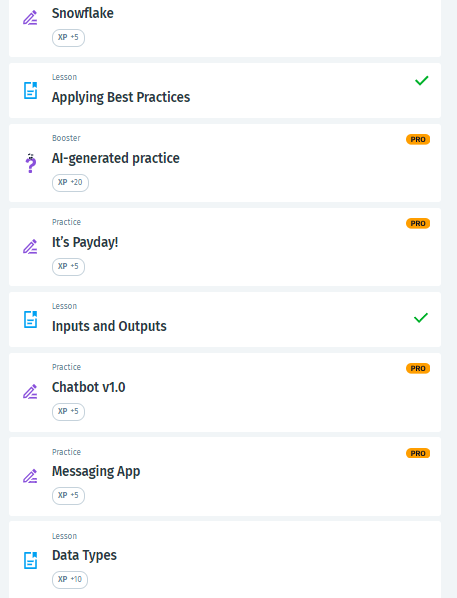 Snowflake
XP +5
Lesson
Applying Best Practices
Booster
PRO
AI-generated practice
XP +20
Practice
PRO
It's Payday!
XP +5
Lesson
Inputs and Outputs
Practice
PRO
Chatbot v1.0
XP +5
Practice
PRO
Messaging App
XP +5
Lesson
Data Types
XP +10